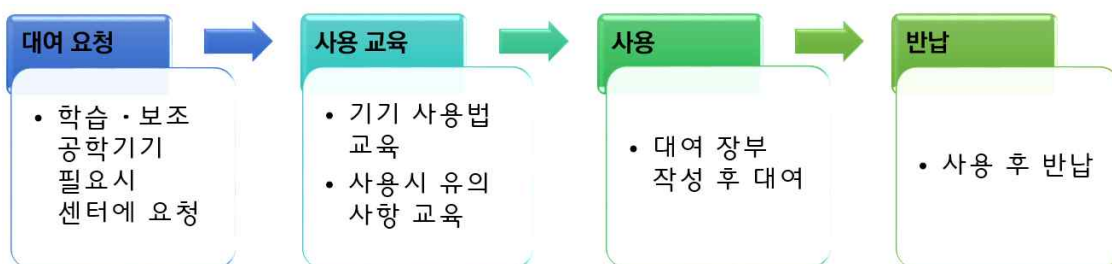 대여 요청
• 학습·보조
공학기기
필요시
센터에 요청
사용 교육
• 기기 사용법
교육
• 사용시 유의
사항 교육
사용
• 대여 장부
작성 후 대여
반납
• 사용 후 반납